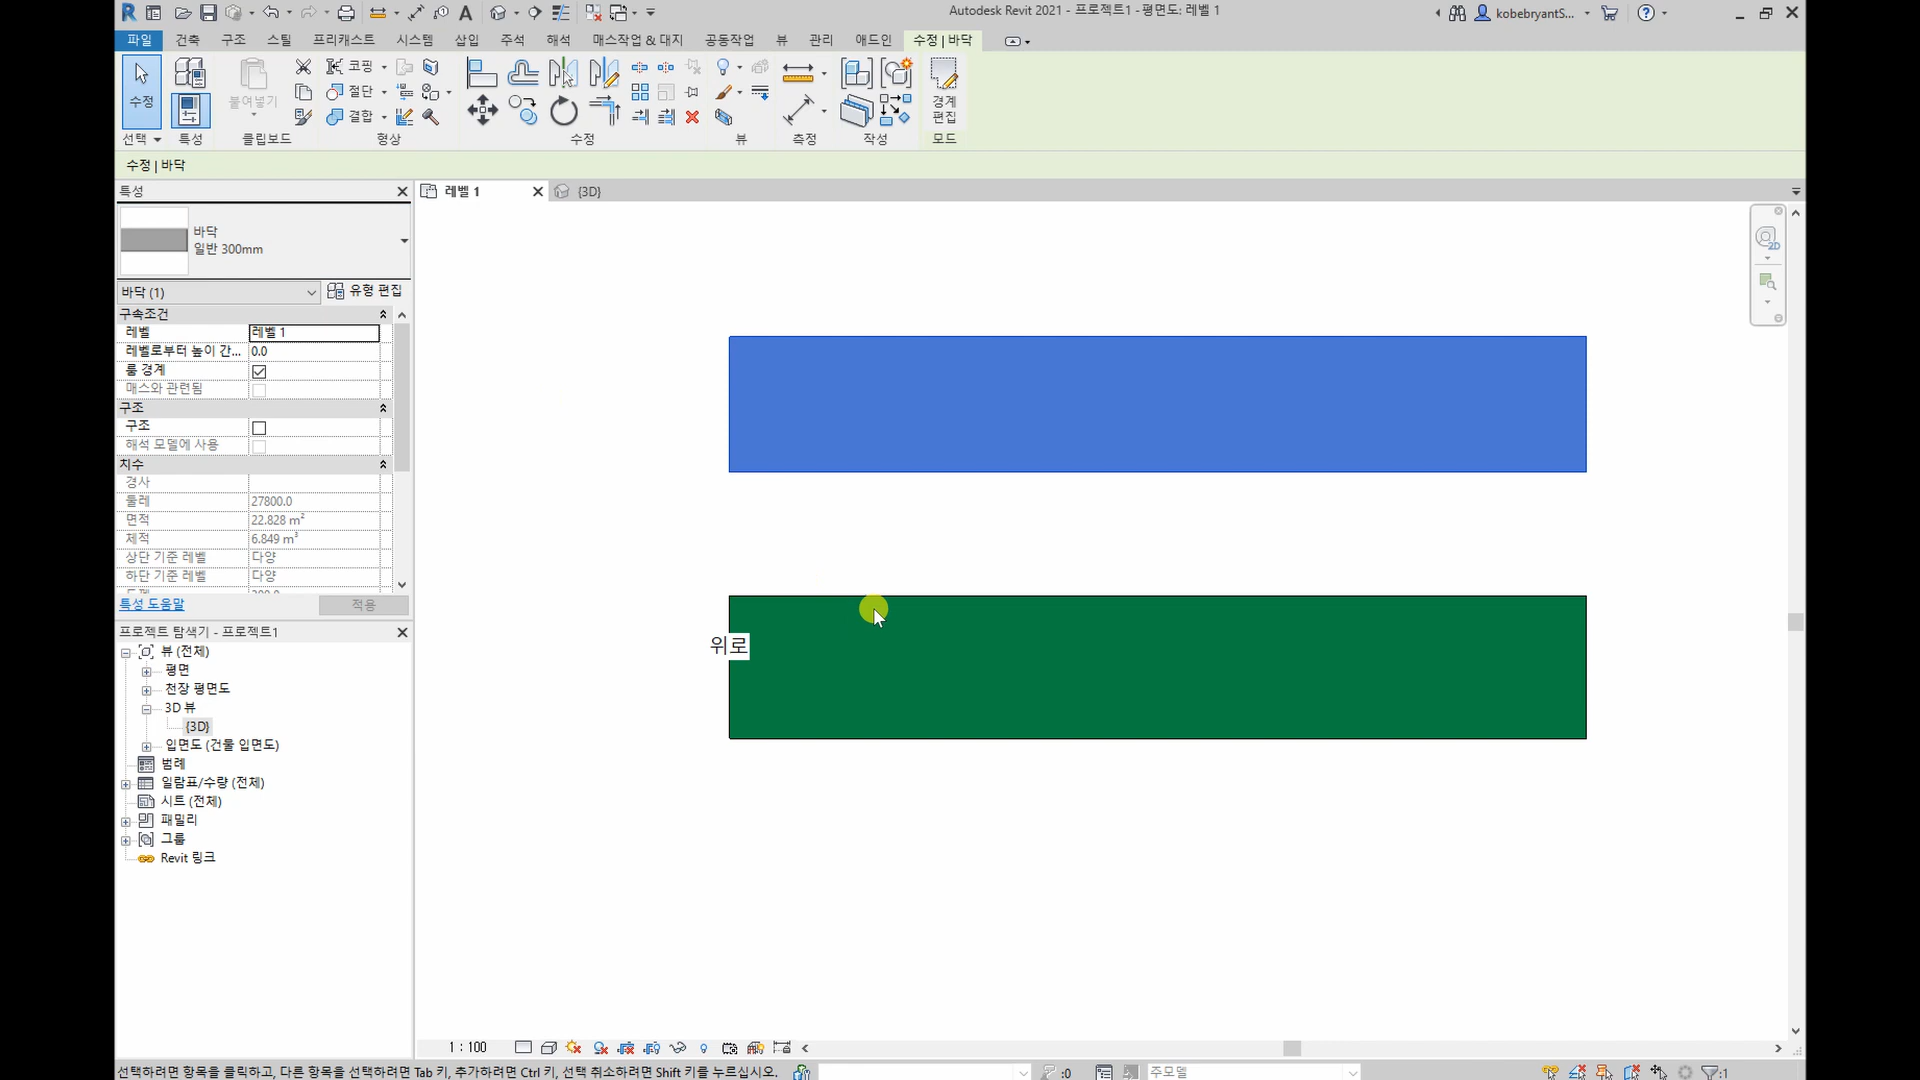 Autodesk Revit 2021 - 프로젝트1 - 평면도: 레벨 1
kobebryantS...
파일 건축 구조 스틸 프리캐스트 시스템 삽입 주석 해석 매스작업 & 대지 공동작업 뷰 관리 애드인 수정 | 바닥
수정
붙여넣기
코핑
절단
결합
경계
편집
선택 특성 클립보드 형상 수정 뷰 측정 작성 모드
수정 | 바닥
특성
레벨 1
{3D}
바닥
일반 300mm
바닥 (1)
유형 편집
구속조건
레벨 레벨 1
레벨로부터 높이 간... 0.0
룸 경계
매스와 관련됨
구조
구조
해석 모델에 사용
치수
경사
둘레 27800.0
면적 22.828 m²
체적 6.849 m³
상단 기준 레벨 다양
하단 기준 레벨 다양
특성 도움말
적용
위로
프로젝트 탐색기 - 프로젝트1
뷰 (전체)
평면
천장 평면도
3D 뷰
{3D}
입면도 (건물 입면도)
범례
일람표/수량 (전체)
시트 (전체)
패밀리
그룹
Revit 링크
1 : 100
선택하려면 항목을 클릭하고, 다른 항목을 선택하려면 Tab 키, 추가하려면 Ctrl 키, 선택 취소하려면 Shift 키를 누르십시오.
:0
주모델
:1